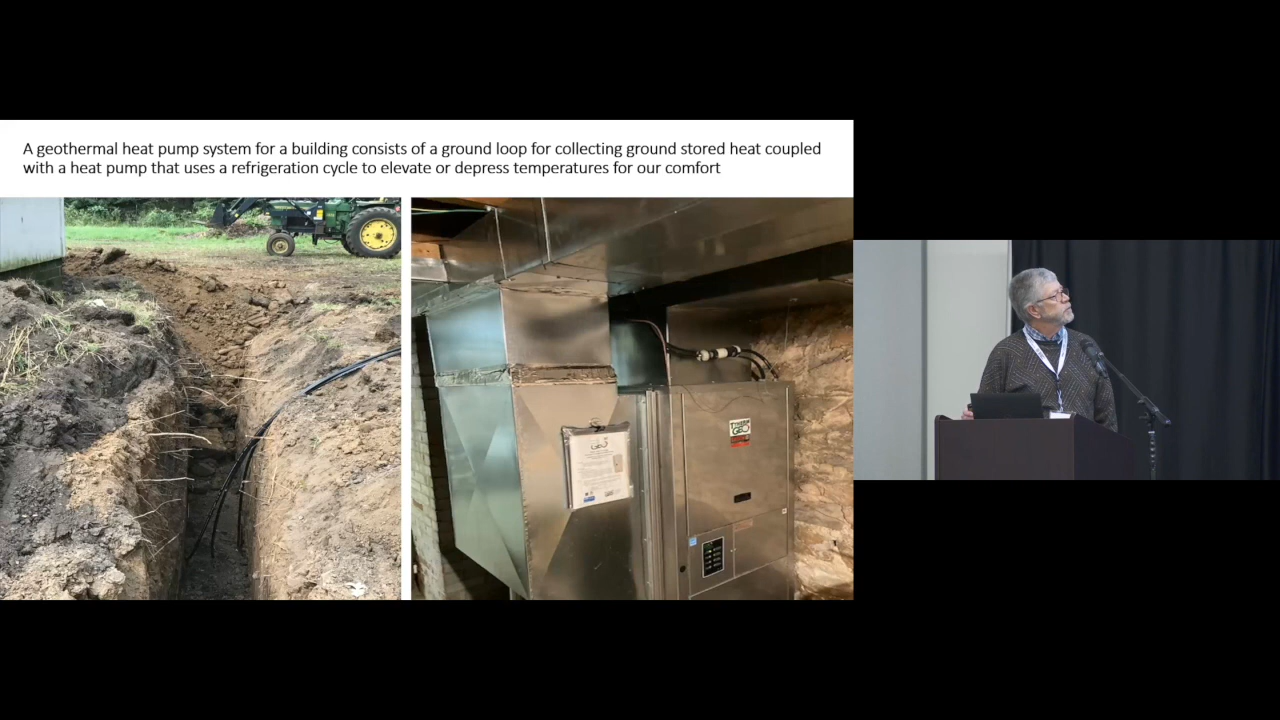 A geothermal heat pump system for a building consists of a ground loop for collecting ground stored heat coupled
with a heat pump that uses a refrigeration cycle to elevate or depress temperatures for our comfort
GEO